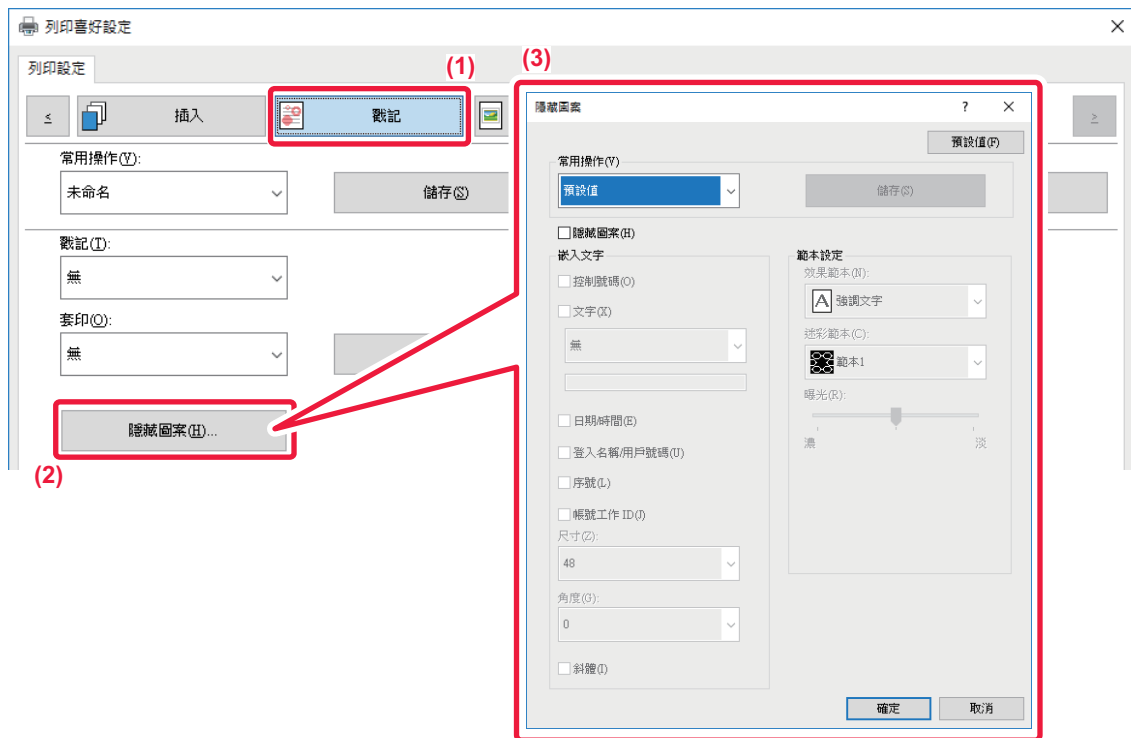 列印喜好設定
列印設定
(1)
(3)
≤
插入
戳記
≥
常用操作(V):
未命名
儲存(S)
戳記(T):
無
套印(O):
無
隱藏圖案(H)...
(2)
隱藏圖案
?
預設值(F)
常用操作(V)
預設值
儲存(S)
隱藏圖案(H)
嵌入文字
控制號碼(O)
文字(X)
無
日期/時間(E)
登入名稱/用戶號碼(U)
序號(L)
帳號工作 ID(J)
尺寸(Z):
48
角度(G):
0
斜體(I)
範本設定
效果範本(N):
A 強調文字
迷彩範本(C):
範本1
曝光(R):
濃 淡
確定 取消